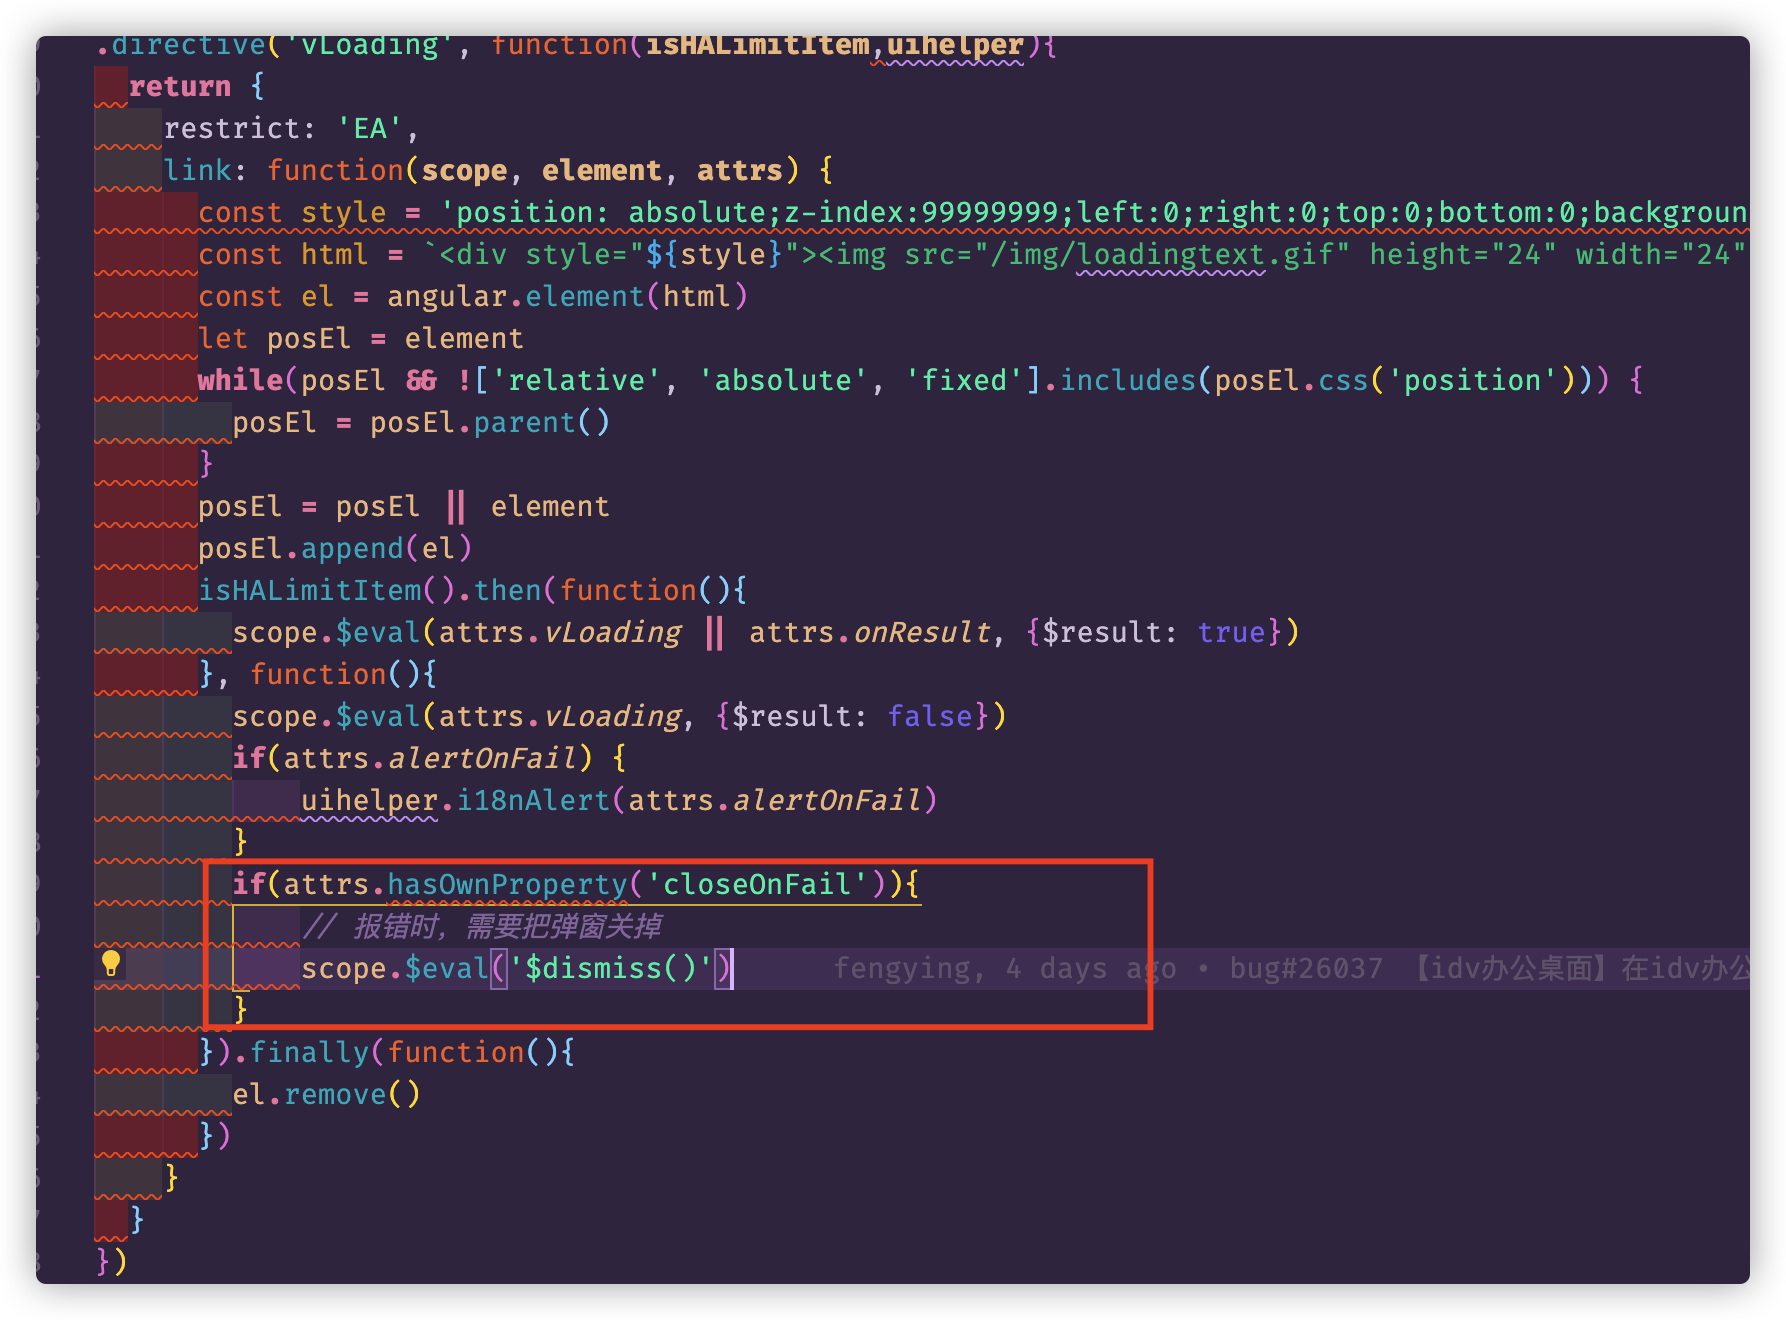 .directive('vLoading', function(isHALimitItem,uihelper){
return {
restrict: 'EA',
link: function(scope, element, attrs) {
const style = 'position: absolute;z-index:99999999;left:0;right:0;top:0;bottom:0;backgroun
const html = `<div style="${style}"><img src="/img/loadingtext.gif" height="24" width="24"
const el = angular.element(html)
let posEl = element
while(posEl && !['relative', 'absolute', 'fixed'].includes(posEl.css('position'))) {
posEl = posEl.parent()
}
posEl = posEl || element
posEl.append(el)
isHALimitItem().then(function(){
scope.$eval(attrs.vLoading || attrs.onResult, {$result: true})
}, function(){
scope.$eval(attrs.vLoading, {$result: false})
if(attrs.alertOnFail) {
uihelper.i18nAlert(attrs.alertOnFail)
}
if(attrs.hasOwnProperty('closeOnFail')){
// 报错时，需要把弹窗关掉
scope.$eval('$dismiss()') fengying, 4 days ago • bug#26037 【idv办公桌面】在idv办公
}
}).finally(function(){
el.remove()
})
}
}
})